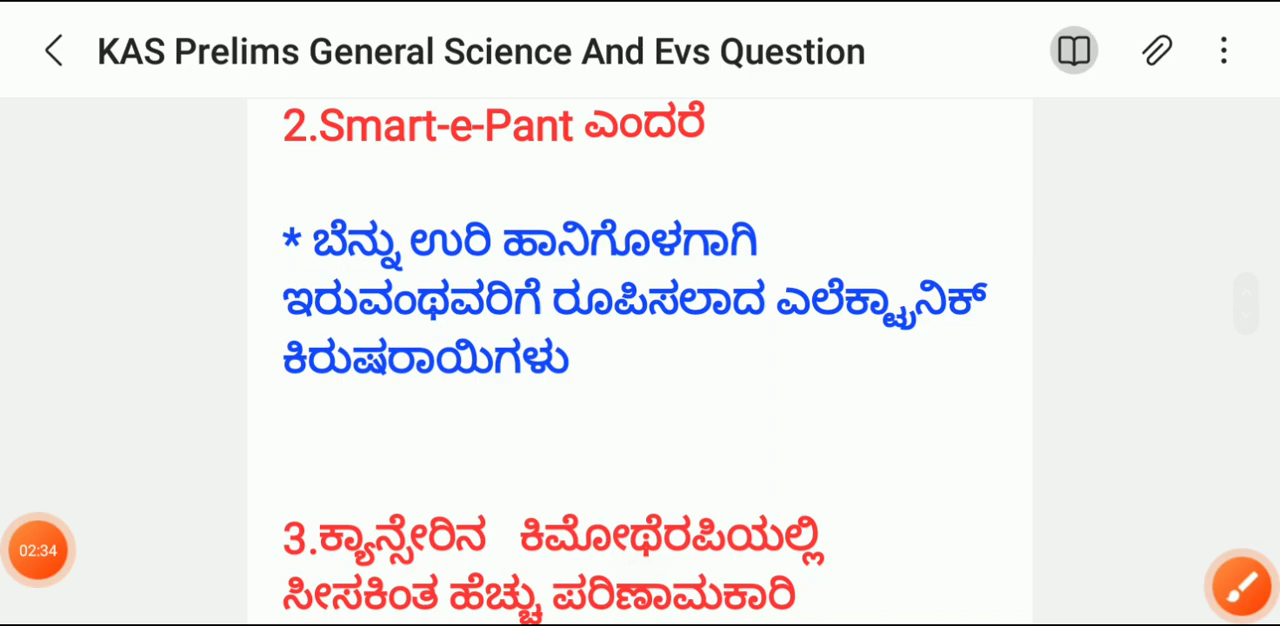 KAS Prelims General Science And Evs Question
2.Smart-e-Pant ಎಂದರೆ
* ಬೆನ್ನು ಉರಿ ಹಾನಿಗೊಳಗಾಗಿ
ಇರುವಂಥವರಿಗೆ ರೂಪಿಸಲಾದ ಎಲೆಕ್ಟ್ರಾನಿಕ್
ಕಿರುಷರಾಯಿಗಳು
3.ಕ್ಯಾನ್ಸೇರಿನ ಕಿಮೋಥೆರಪಿಯಲ್ಲಿ
ಸೀಸಕಿಂತ ಹೆಚ್ಚು ಪರಿಣಾಮಕಾರಿ
02:34